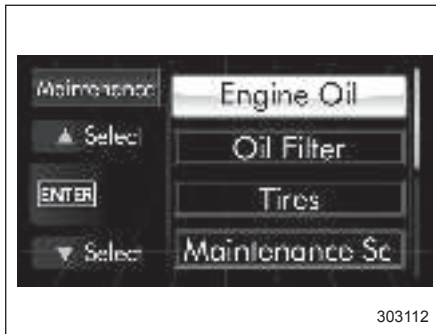 Maintenance
▲ Select
ENTER
▼ Select
Engine Oil
Oil Filter
Tires
Maintenance Sc
303112